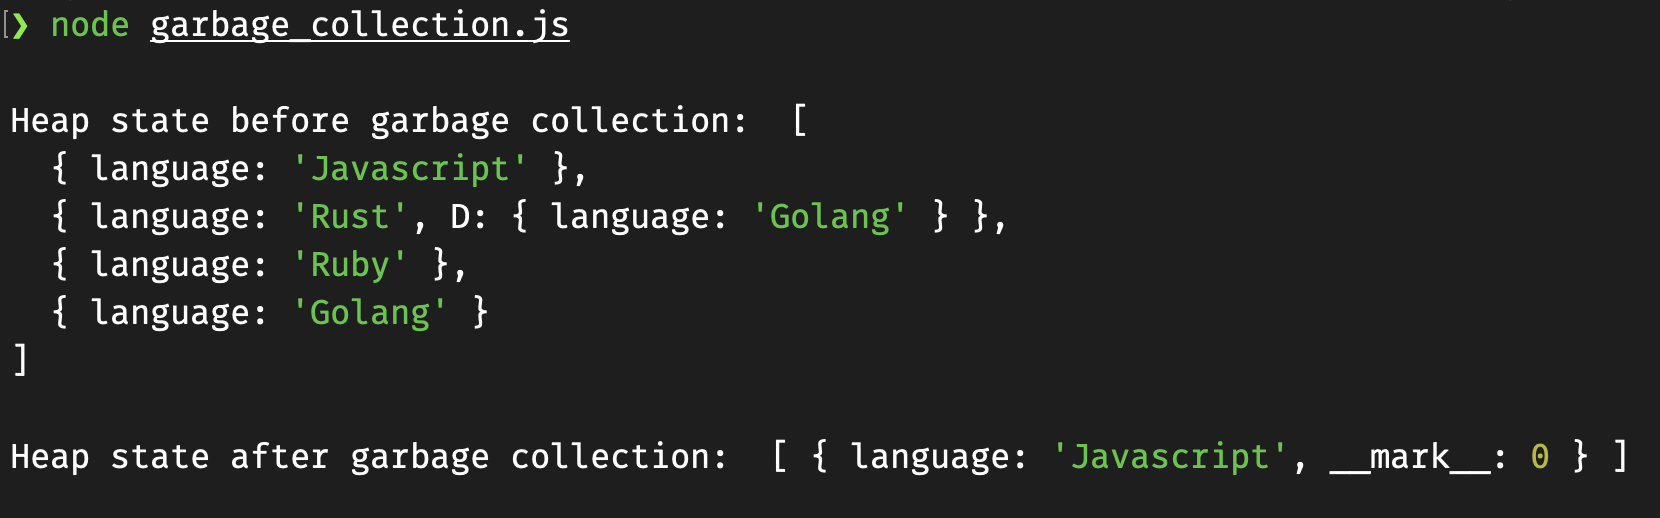 [❯ node garbage_collection.js
Heap state before garbage collection:  [
  { language: 'Javascript' },
  { language: 'Rust', D: { language: 'Golang' } },
  { language: 'Ruby' },
  { language: 'Golang' }
]
Heap state after garbage collection:  [ { language: 'Javascript', __mark__: 0 } ]